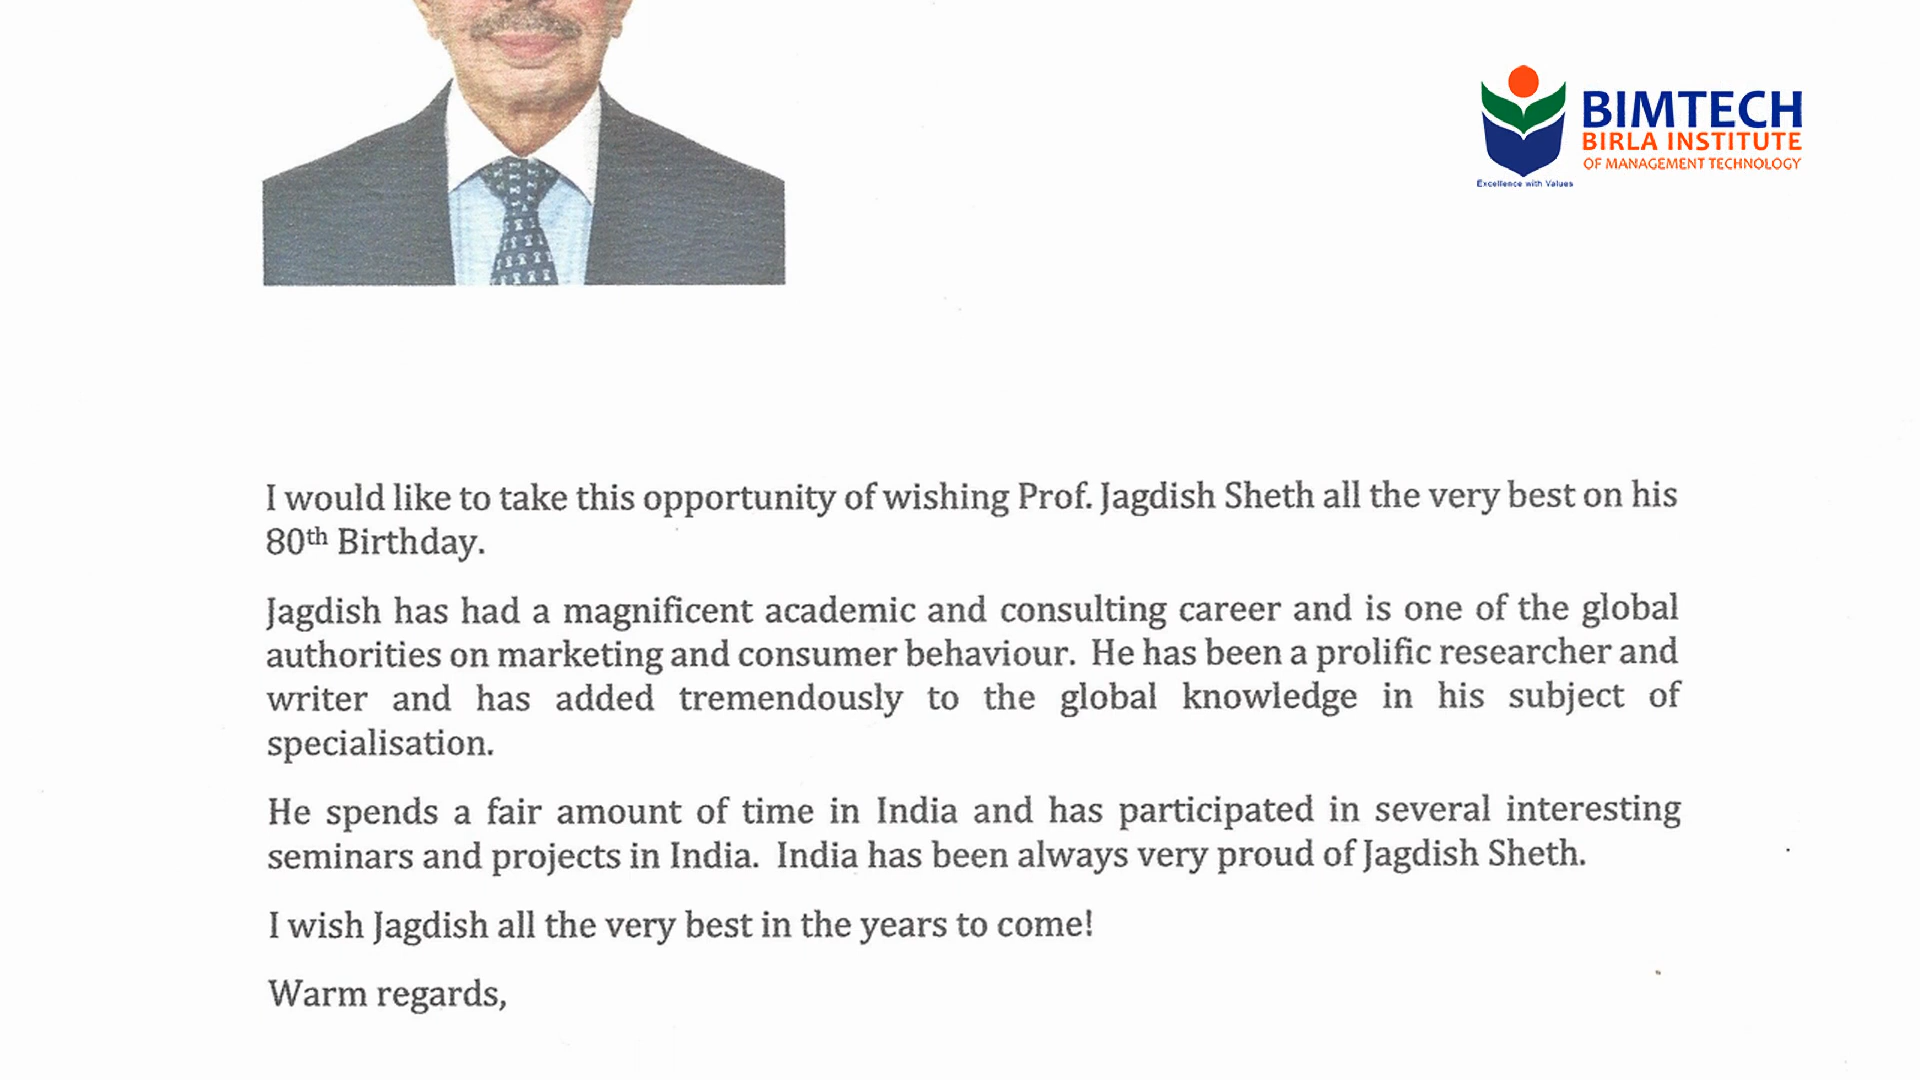 BIMTECH
BIRLA INSTITUTE
OF MANAGEMENT TECHNOLOGY
Excellence with Values
I would like to take this opportunity of wishing Prof. Jagdish Sheth all the very best on his
80th Birthday.
Jagdish has had a magnificent academic and consulting career and is one of the global
authorities on marketing and consumer behaviour. He has been a prolific researcher and
writer and has added tremendously to the global knowledge in his subject of
specialisation.
He spends a fair amount of time in India and has participated in several interesting
seminars and projects in India. India has been always very proud of Jagdish Sheth.
I wish Jagdish all the very best in the years to come!
Warm regards,